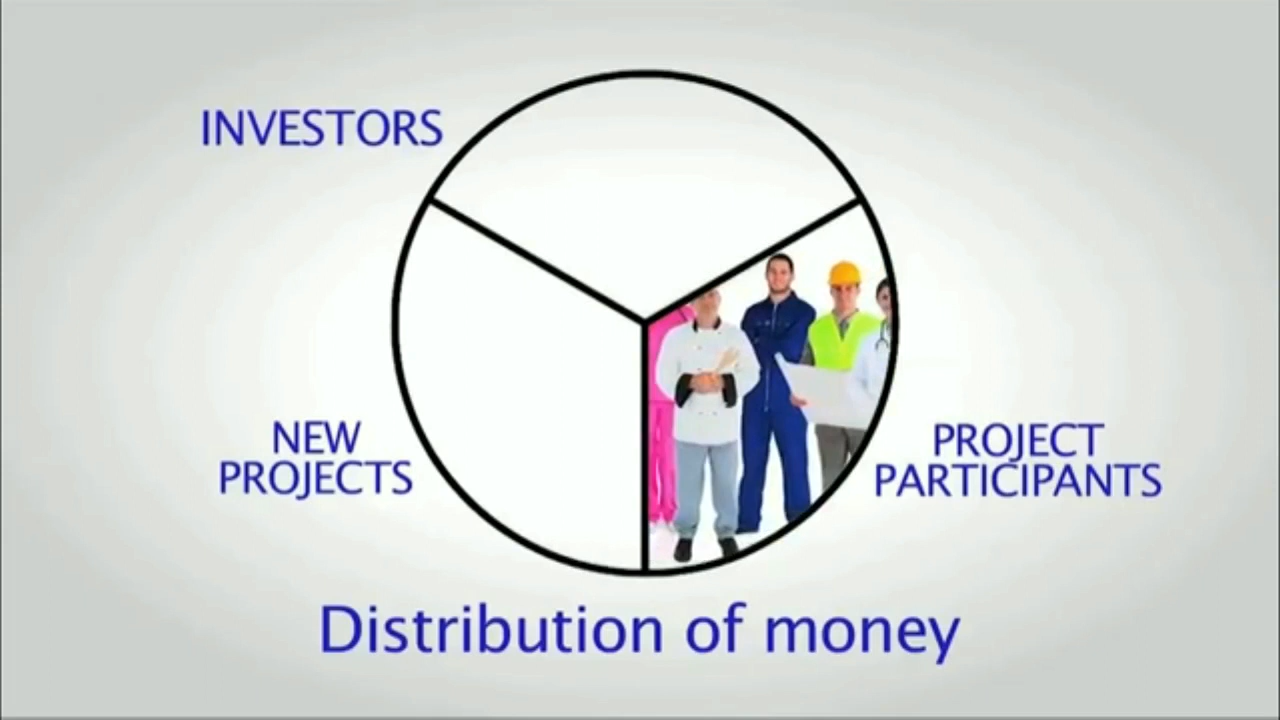 INVESTORS
NEW
PROJECTS
PROJECT
PARTICIPANTS
Distribution of money